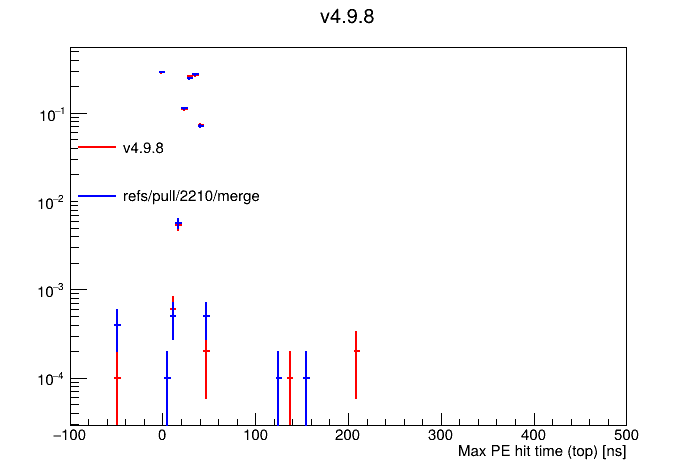 v4.9.8
10⁻¹
v4.9.8
refs/pull/2210/merge
10⁻²
10⁻³
10⁻⁴
−100 0 100 200 300 400 500
Max PE hit time (top) [ns]